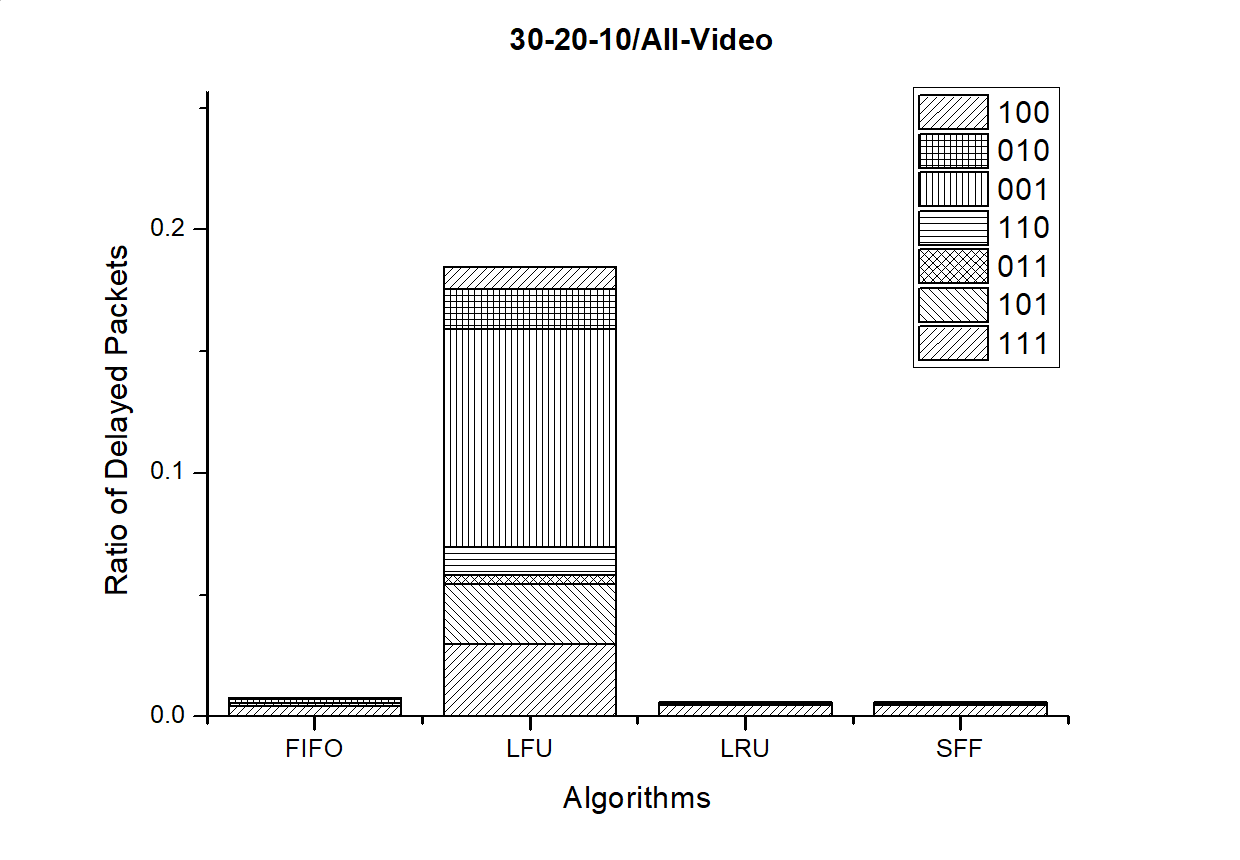 30-20-10/All-Video
100
010
001
110
011
101
111
Ratio of Delayed Packets
0.2
0.1
0.0
FIFO LFU LRU SFF
Algorithms